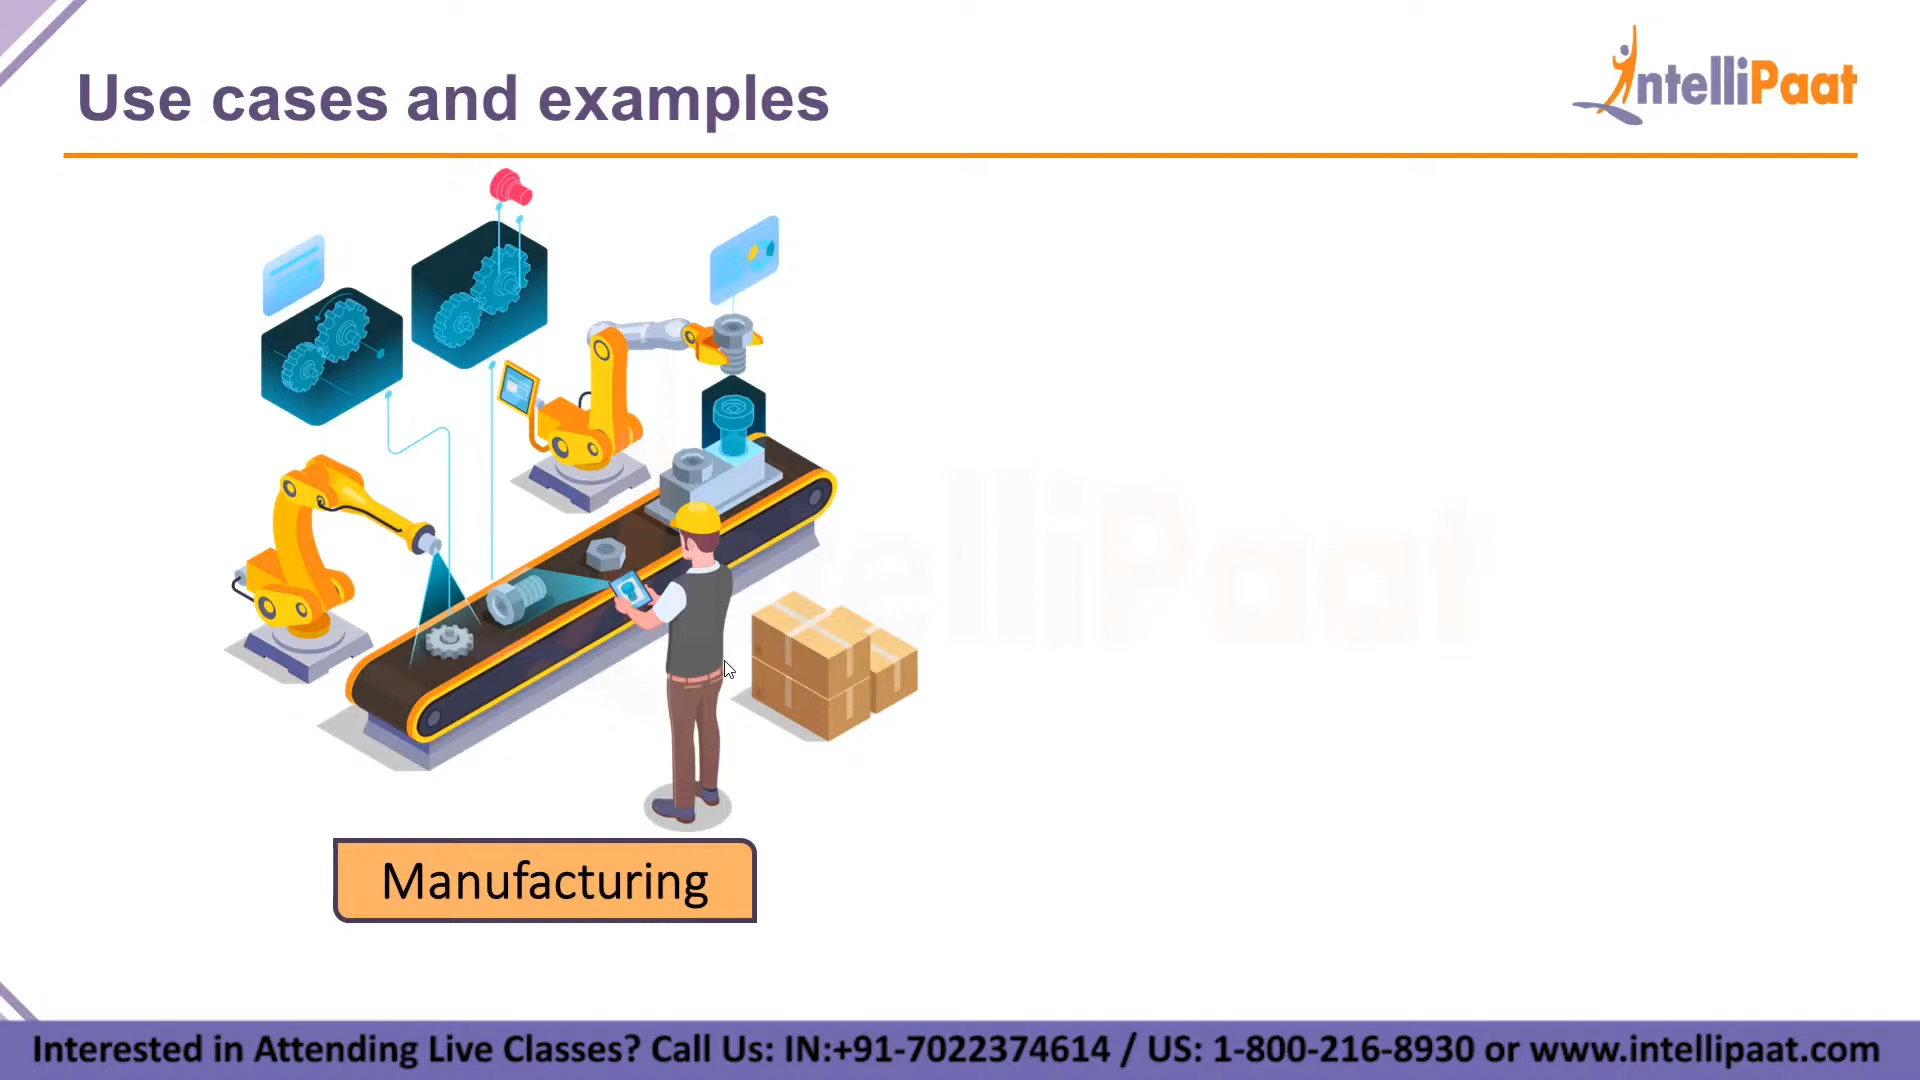 Use cases and examples
IntelliPaat
IntelliPaat
Manufacturing
Interested in Attending Live Classes? Call Us: IN:+91-7022374614 / US: 1-800-216-8930 or www.intellipaat.com